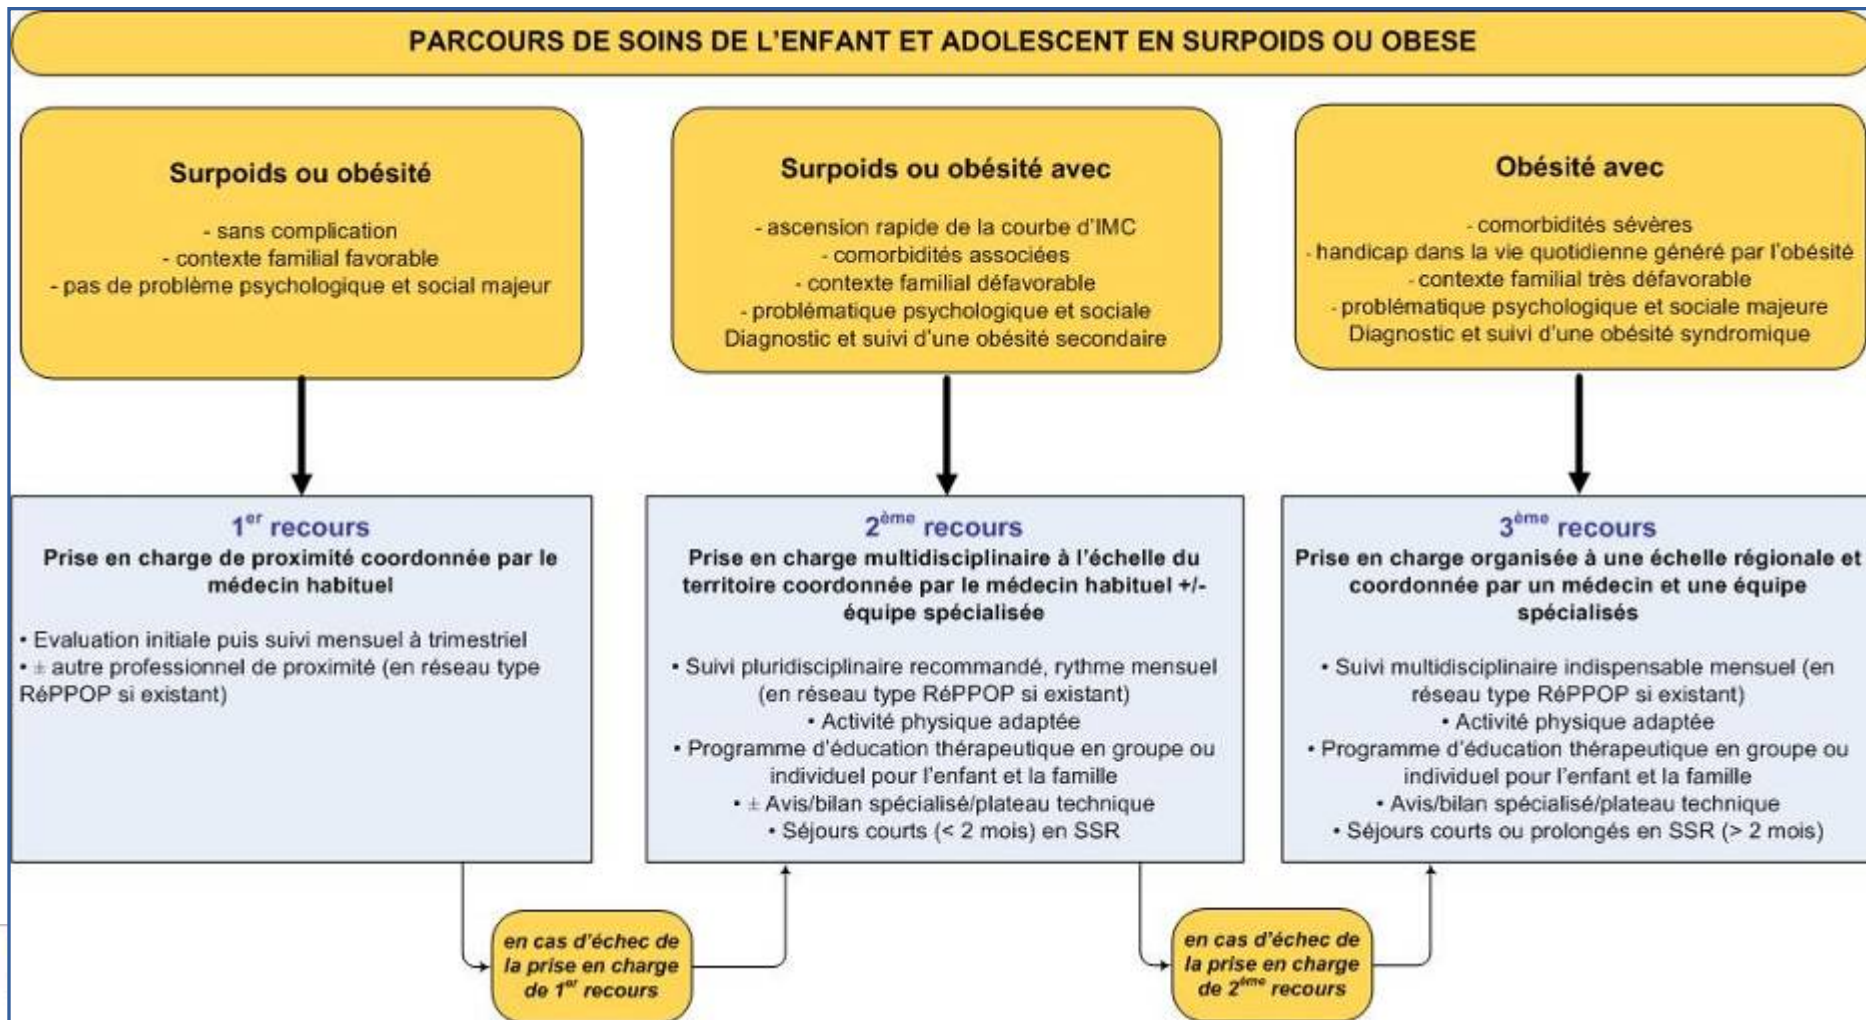 PARCOURS DE SOINS DE L'ENFANT ET ADOLESCENT EN SURPOIDS OU OBESE
Surpoids ou obésité
- sans complication
- contexte familial favorable
- pas de problème psychologique et social majeur
Surpoids ou obésité avec
- ascension rapide de la courbe d'IMC
- comorbidités associées
- contexte familial défavorable
- problématique psychologique et sociale
Diagnostic et suivi d'une obésité secondaire
Obésité avec
- comorbidités sévères
- handicap dans la vie quotidienne généré par l'obésité
- contexte familial très défavorable
- problématique psychologique et sociale majeure
Diagnostic et suivi d'une obésité syndromique
1er recours
Prise en charge de proximité coordonnée par le
médecin habituel
• Evaluation initiale puis suivi mensuel à trimestriel
• ± autre professionnel de proximité (en réseau type
RéPPOP si existant)
2ème recours
Prise en charge multidisciplinaire à l'échelle du
territoire coordonnée par le médecin habituel +/-
équipe spécialisée
• Suivi pluridisciplinaire recommandé, rythme mensuel
(en réseau type RéPPOP si existant)
• Activité physique adaptée
• Programme d'éducation thérapeutique en groupe ou
individuel pour l'enfant et la famille
• ± Avis/bilan spécialisé/plateau technique
• Séjours courts (< 2 mois) en SSR
3ème recours
Prise en charge organisée à une échelle régionale et
coordonnée par un médecin et une équipe
spécialisés
• Suivi multidisciplinaire indispensable mensuel (en
réseau type RéPPOP si existant)
• Activité physique adaptée
• Programme d'éducation thérapeutique en groupe ou
individuel pour l'enfant et la famille
• Avis/bilan spécialisé/plateau technique
• Séjours courts ou prolongés en SSR (> 2 mois)
en cas d'échec de
la prise en charge
de 1er recours
en cas d'échec de
la prise en charge
de 2ème recours